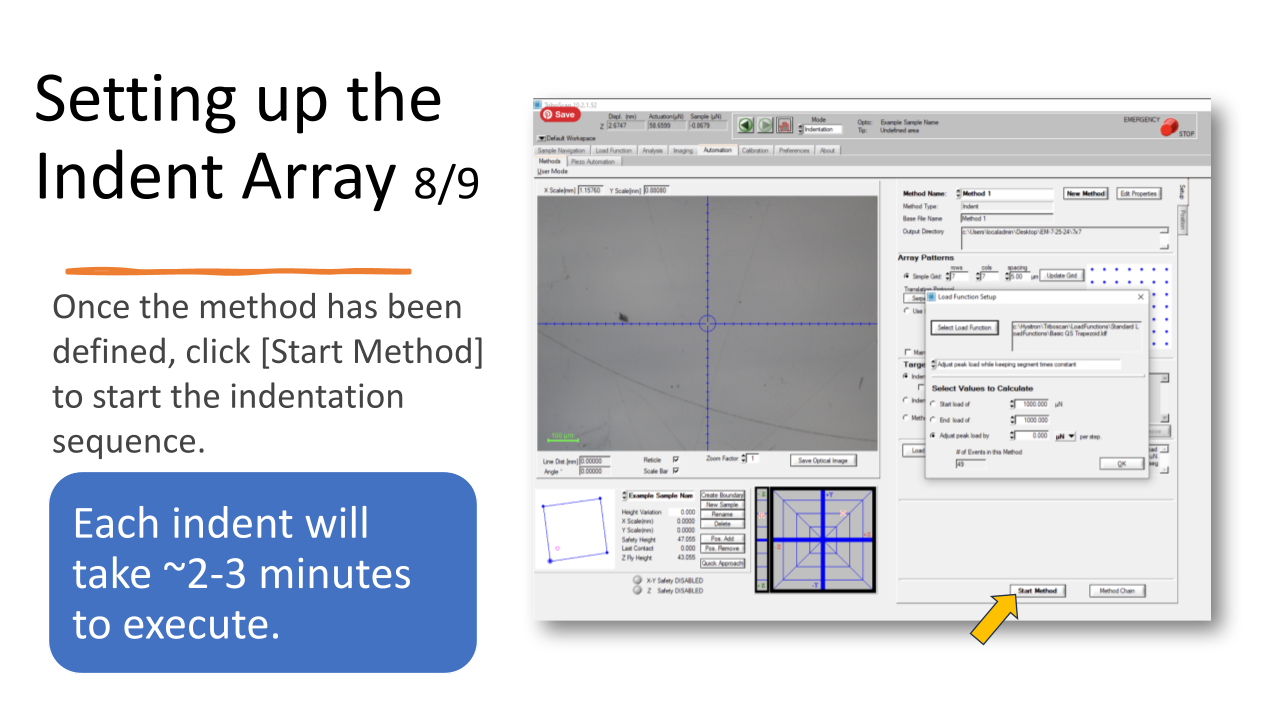 Setting up the
Indent Array 8/9
Once the method has been
defined, click [Start Method]
to start the indentation
sequence.
Each indent will
take ~2-3 minutes
to execute.
TriboScan 10.2.1.52
Save
Displ. (nm) Actuation(µN) Sample (µN)
Z 2.6747 58.6599 -0.0679
Mode
Indentation
Optic: Example Sample Name
Tip: Undefined area
EMERGENCY
STOP
Default Workspace
Sample Navigation Load Function Analysis Imaging Automation Calibration Preferences About
Methods Piezo Automation
User Mode
X Scale(mm) 1.15760 Y Scale(mm) 0.88080
100 µm
Line Dist.(mm) 0.00000 Reticle Zoom Factor 1 Save Optical Image
Angle ° 0.00000 Scale Bar
Example Sample Nam
Height Variation 0.000
X Scale(mm) 0.0000
Y Scale(mm) 0.0000
Safety Height 47.055
Last Contact 0.000
Z Fly Height 43.055
Create Boundary
New Sample
Rename
Delete
Pos. Add
Pos. Remove
Quick Approach
X-Y Safety DISABLED
Z Safety DISABLED
+Y
-Y
Method Name: Method 1 New Method Edit Properties
Method Type: Indent
Base File Name Method 1
Output Directory c:\Users\localadmin\Desktop\EM-7-25-24\7x7
Setup
Position
Array Patterns
rows cols spacing
Simple Grid: 7 7 5.00 µm Update Grid
Load Function Setup
Select Load Function
c:\Hysitron\Triboscan\LoadFunctions\Standard L
oadFunctions\Basic QS Trapezoid.ldf
Adjust peak load while keeping segment times constant
Select Values to Calculate
Start load of 1000.000 µN
End load of 1000.000
Adjust peak load by 0.000 µN per step.
# of Events in this Method
49
OK
Start Method Method Chain